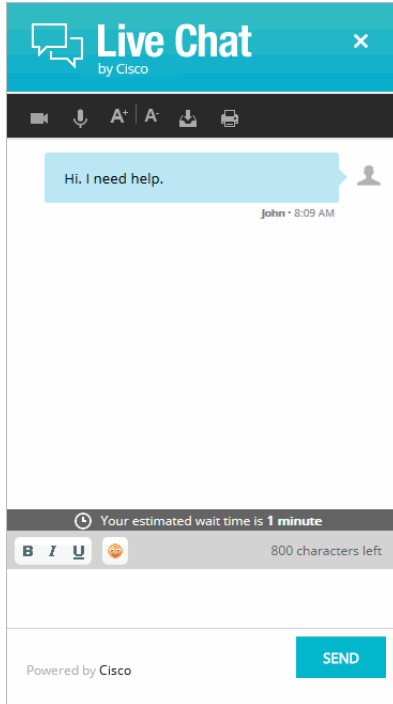 Live Chat
by Cisco
A+ A-
Hi. I need help.
John • 8:09 AM
Your estimated wait time is 1 minute
B I U
800 characters left
SEND
Powered by Cisco